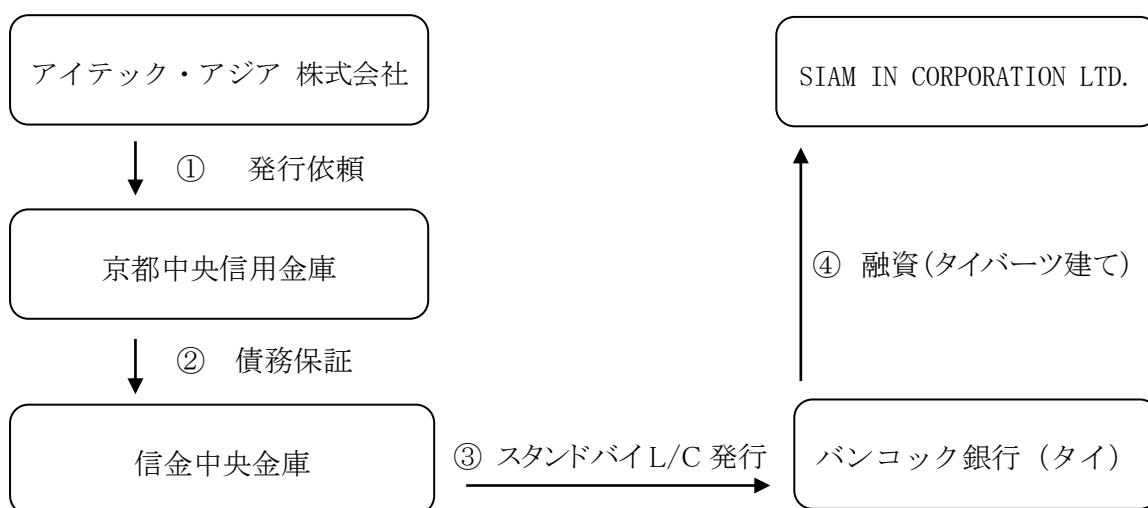 アイテック・アジア 株式会社
SIAM IN CORPORATION LTD.
① 発行依頼
京都中央信用金庫
④ 融資(タイバーツ建て)
② 債務保証
信金中央金庫
③ スタンドバイL/C 発行
バンコック銀行（タイ）